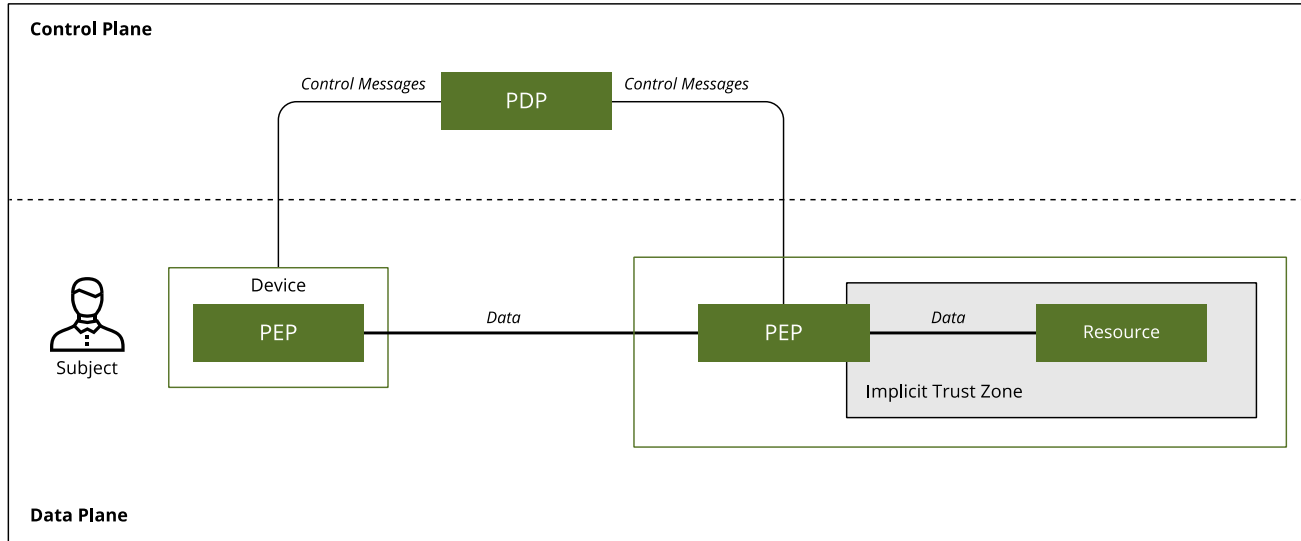 Control Plane
Control Messages
PDP
Control Messages
Device
PEP
Data
PEP
Data
Resource
Subject
Implicit Trust Zone
Data Plane